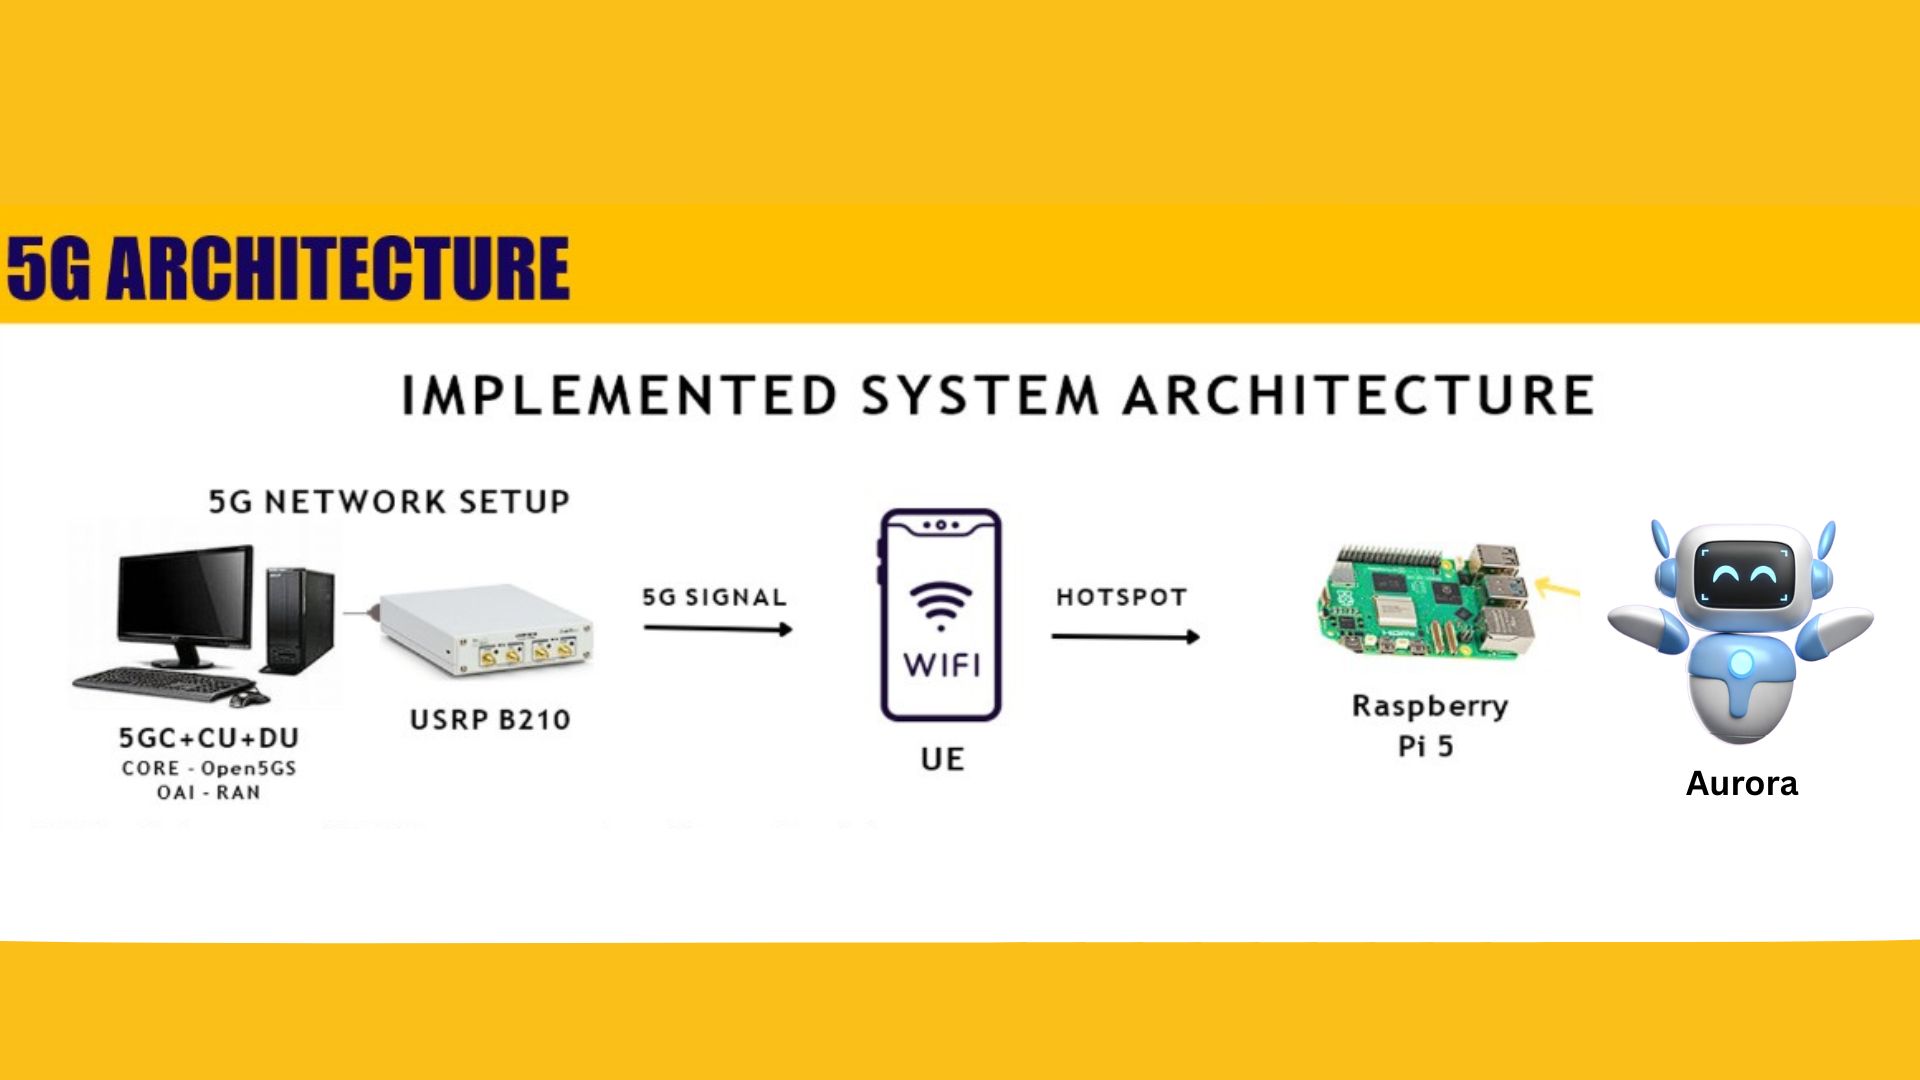 5G ARCHITECTURE
IMPLEMENTED SYSTEM ARCHITECTURE
5G NETWORK SETUP
5GC+CU+DU
CORE - Open5GS
OAI - RAN
USRP B210
5G SIGNAL
WIFI
UE
HOTSPOT
Raspberry
Pi 5
Aurora